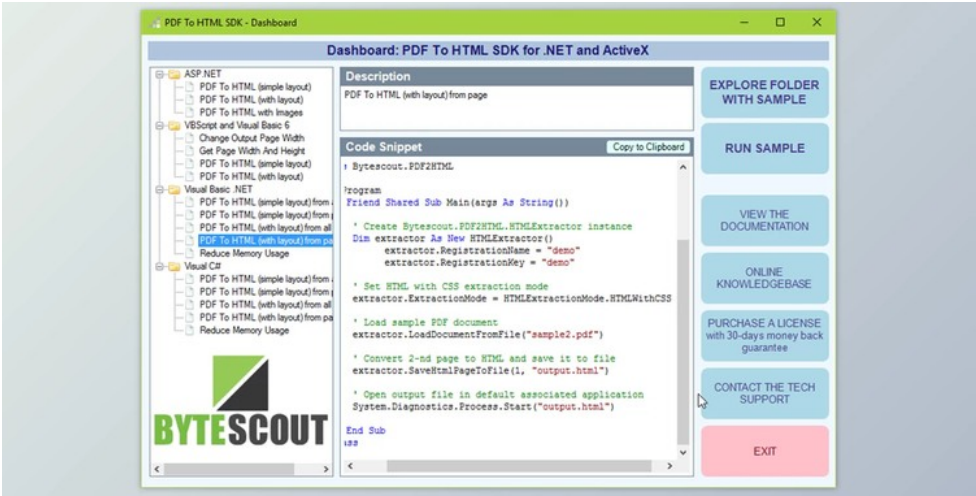 PDF To HTML SDK - Dashboard
Dashboard: PDF To HTML SDK for .NET and ActiveX
ASP.NET
PDF To HTML (simple layout)
PDF To HTML (with layout)
PDF To HTML with Images
VBScript and Visual Basic 6
Change Output Page Width
Get Page Width And Height
PDF To HTML (simple layout)
PDF To HTML (with layout)
Visual Basic .NET
PDF To HTML (simple layout) from
PDF To HTML (simple layout) from
PDF To HTML (with layout) from all
PDF To HTML (with layout) from pa
Reduce Memory Usage
Visual C#
PDF To HTML (simple layout) from
PDF To HTML (simple layout) from
PDF To HTML (with layout) from all
PDF To HTML (with layout) from pa
Reduce Memory Usage
BYTESCOUT
Description
PDF To HTML (with layout) from page
Code Snippet
Copy to Clipboard
Bytescout.PDF2HTML
Program
Friend Shared Sub Main(args As String())
' Create Bytescout.PDF2HTML.HTMLExtractor instance
Dim extractor As New HTMLExtractor()
extractor.RegistrationName = "demo"
extractor.RegistrationKey = "demo"
' Set HTML with CSS extraction mode
extractor.ExtractionMode = HTMLExtractionMode.HTMLWithCSS
' Load sample PDF document
extractor.LoadDocumentFromFile("sample2.pdf")
' Convert 2-nd page to HTML and save it to file
extractor.SaveHtmlPageToFile(1, "output.html")
' Open output file in default associated application
System.Diagnostics.Process.Start("output.html")
End Sub
ass
EXPLORE FOLDER
WITH SAMPLE
RUN SAMPLE
VIEW THE
DOCUMENTATION
ONLINE
KNOWLEDGEBASE
PURCHASE A LICENSE
with 30-days money back
guarantee
CONTACT THE TECH
SUPPORT
EXIT